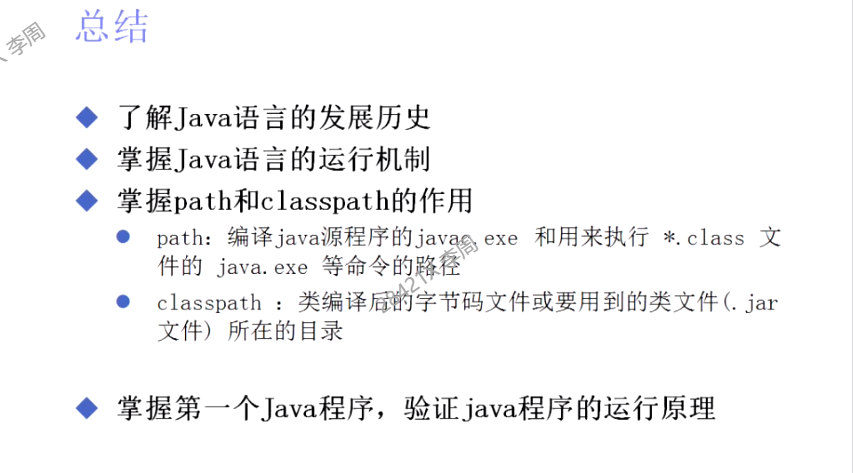 总结
李周
了解Java语言的发展历史
掌握Java语言的运行机制
掌握path和classpath的作用
path：编译java源程序的javac.exe 和用来执行 *.class 文
件的 java.exe 等命令的路径
classpath ：类编译后的字节码文件或要用到的类文件(.jar
文件) 所在的目录
李周
掌握第一个Java程序，验证java程序的运行原理